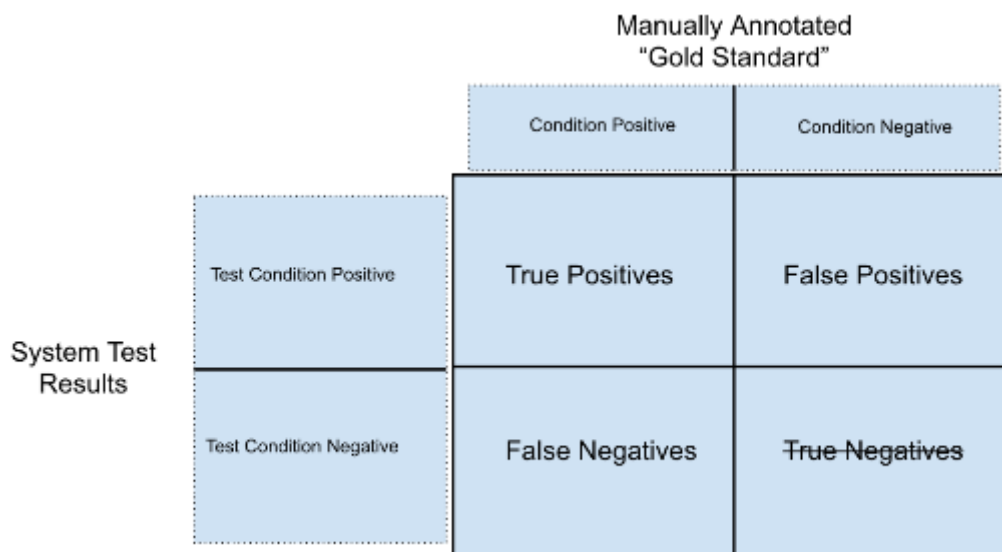 Manually Annotated
“Gold Standard”
Condition Positive
Condition Negative
Test Condition Positive
True Positives
False Positives
System Test
Results
Test Condition Negative
False Negatives
True Negatives